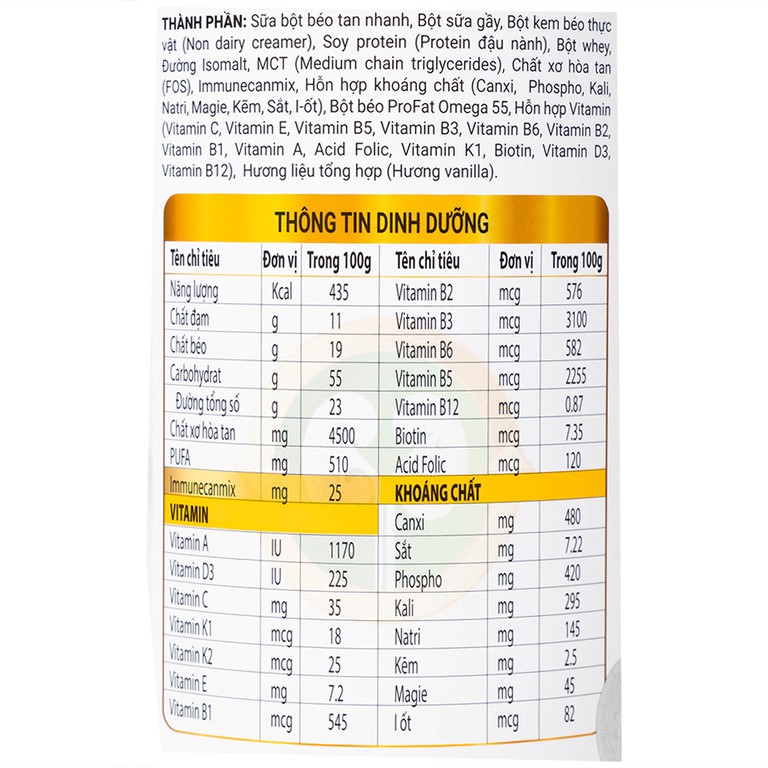 THÀNH PHẦN: Sữa bột béo tan nhanh, Bột sữa gầy, Bột kem béo thực
vật (Non dairy creamer), Soy protein (Protein đậu nành), Bột whey,
Đường Isomalt, MCT (Medium chain triglycerides), Chất xơ hòa tan
(FOS), Immunecanmix, Hỗn hợp khoáng chất (Canxi, Phospho, Kali,
Natri, Magie, Kẽm, Sắt, I-ốt), Bột béo ProFat Omega 55, Hỗn hợp Vitamin
(Vitamin C, Vitamin E, Vitamin B5, Vitamin B3, Vitamin B6, Vitamin B2,
Vitamin B1, Vitamin A, Acid Folic, Vitamin K1, Biotin, Vitamin D3,
Vitamin B12), Hương liệu tổng hợp (Hương vanilla).
THÔNG TIN DINH DƯỠNG
Tên chỉ tiêu Đơn vị Trong 100g Tên chỉ tiêu Đơn vị Trong 100g
Năng lượng Kcal 435 Vitamin B2 mcg 576
Chất đạm g 11 Vitamin B3 mcg 3100
Chất béo g 19 Vitamin B6 mcg 582
Carbohydrat g 55 Vitamin B5 mcg 2255
Đường tổng số g 23 Vitamin B12 mcg 0.87
Chất xơ hòa tan mg 4500 Biotin mcg 7.35
PUFA mg 510 Acid Folic mcg 120
Immunecanmix mg 25 KHOÁNG CHẤT
VITAMIN Canxi mg 480
Vitamin A IU 1170 Sắt mg 7.22
Vitamin D3 IU 225 Phospho mg 420
Vitamin C mg 35 Kali mg 295
Vitamin K1 mcg 18 Natri mg 145
Vitamin K2 mcg 25 Kẽm mg 2.5
Vitamin E mg 7.2 Magie mg 45
Vitamin B1 mcg 545 I ốt mcg 82